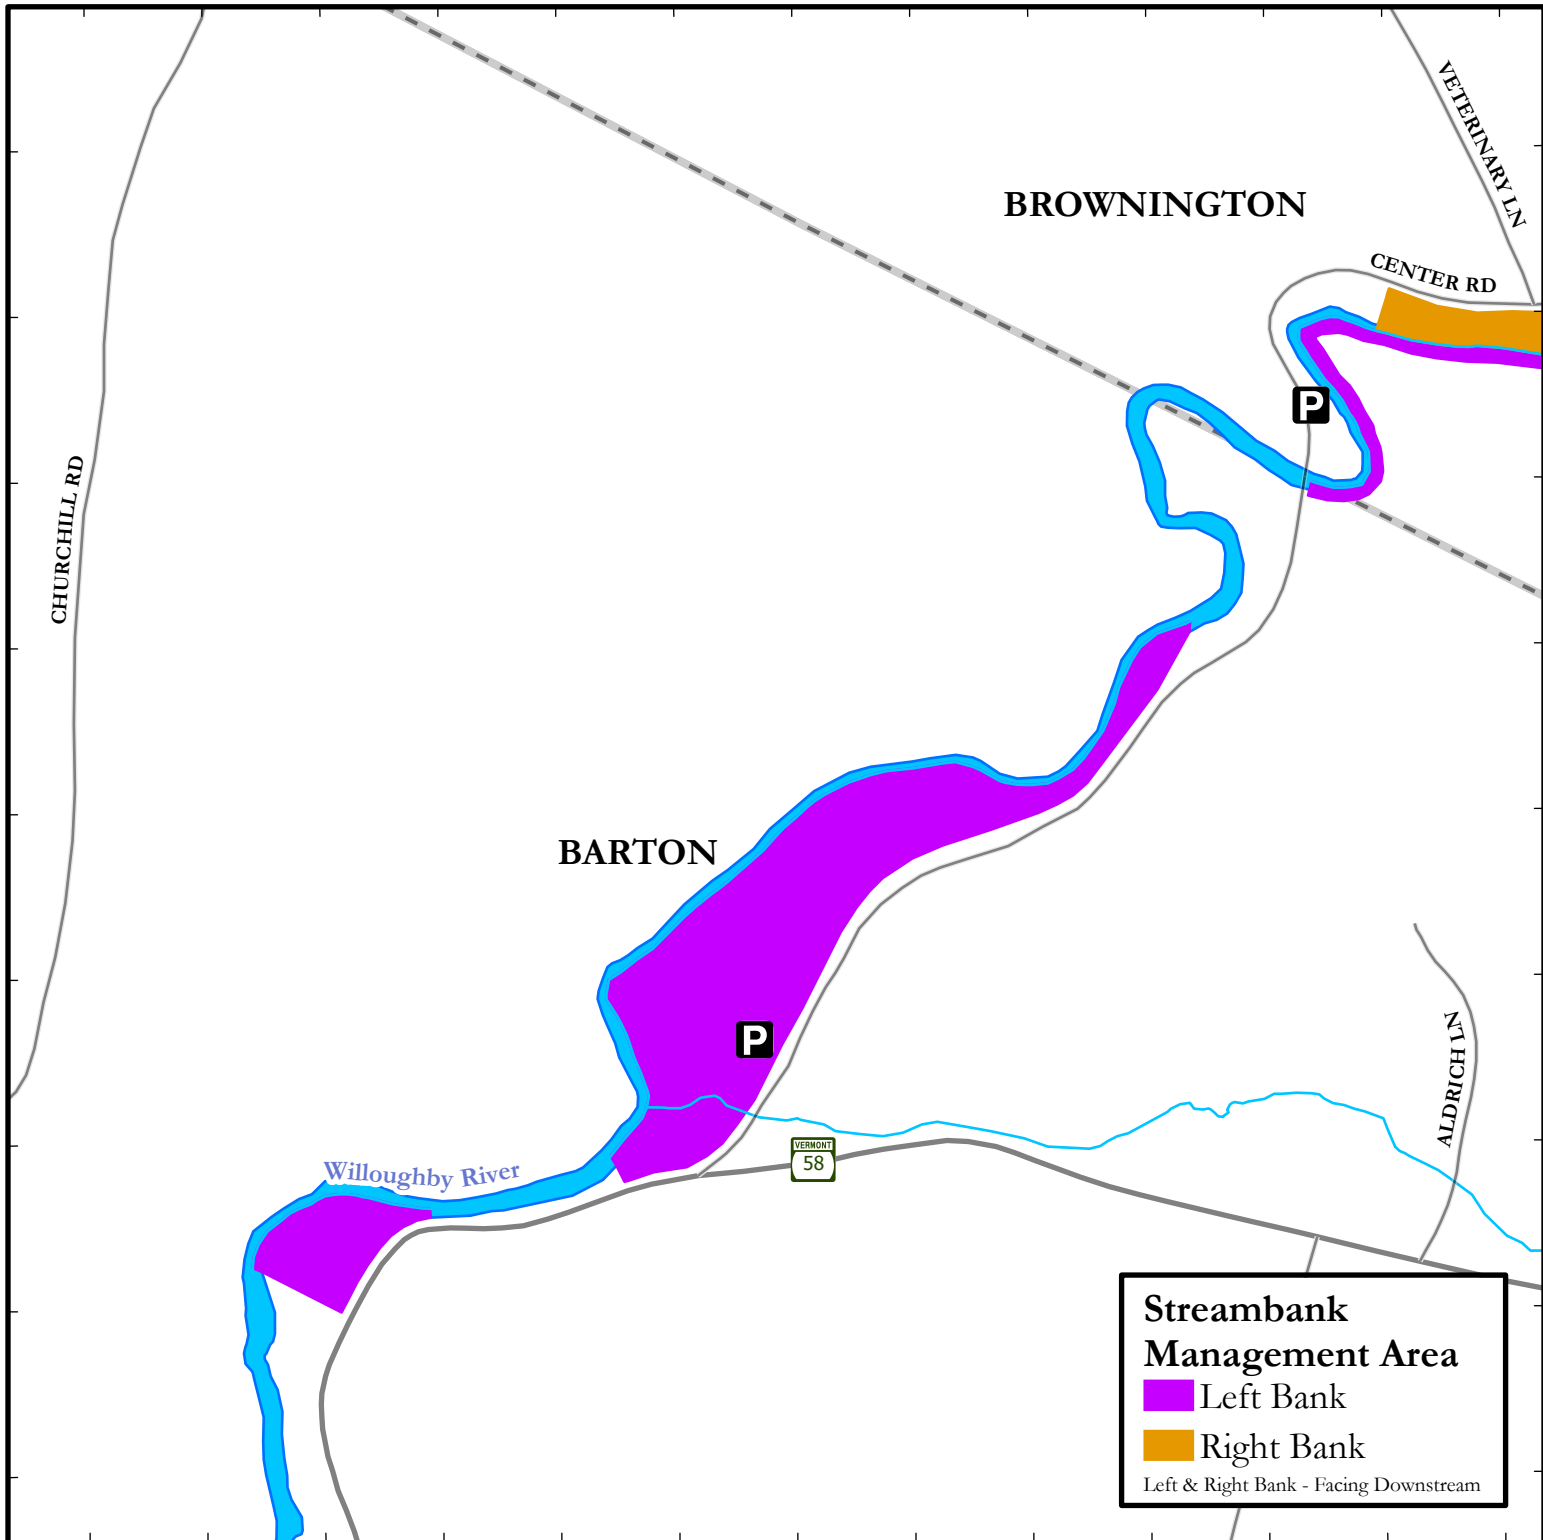 VETERINARY LN
BROWNINGTON
CENTER RD
P
CHURCHILL RD
BARTON
P
ALDRICH LN
VERMONT
58
Willoughby River
Streambank
Management Area
Left Bank
Right Bank
Left & Right Bank - Facing Downstream